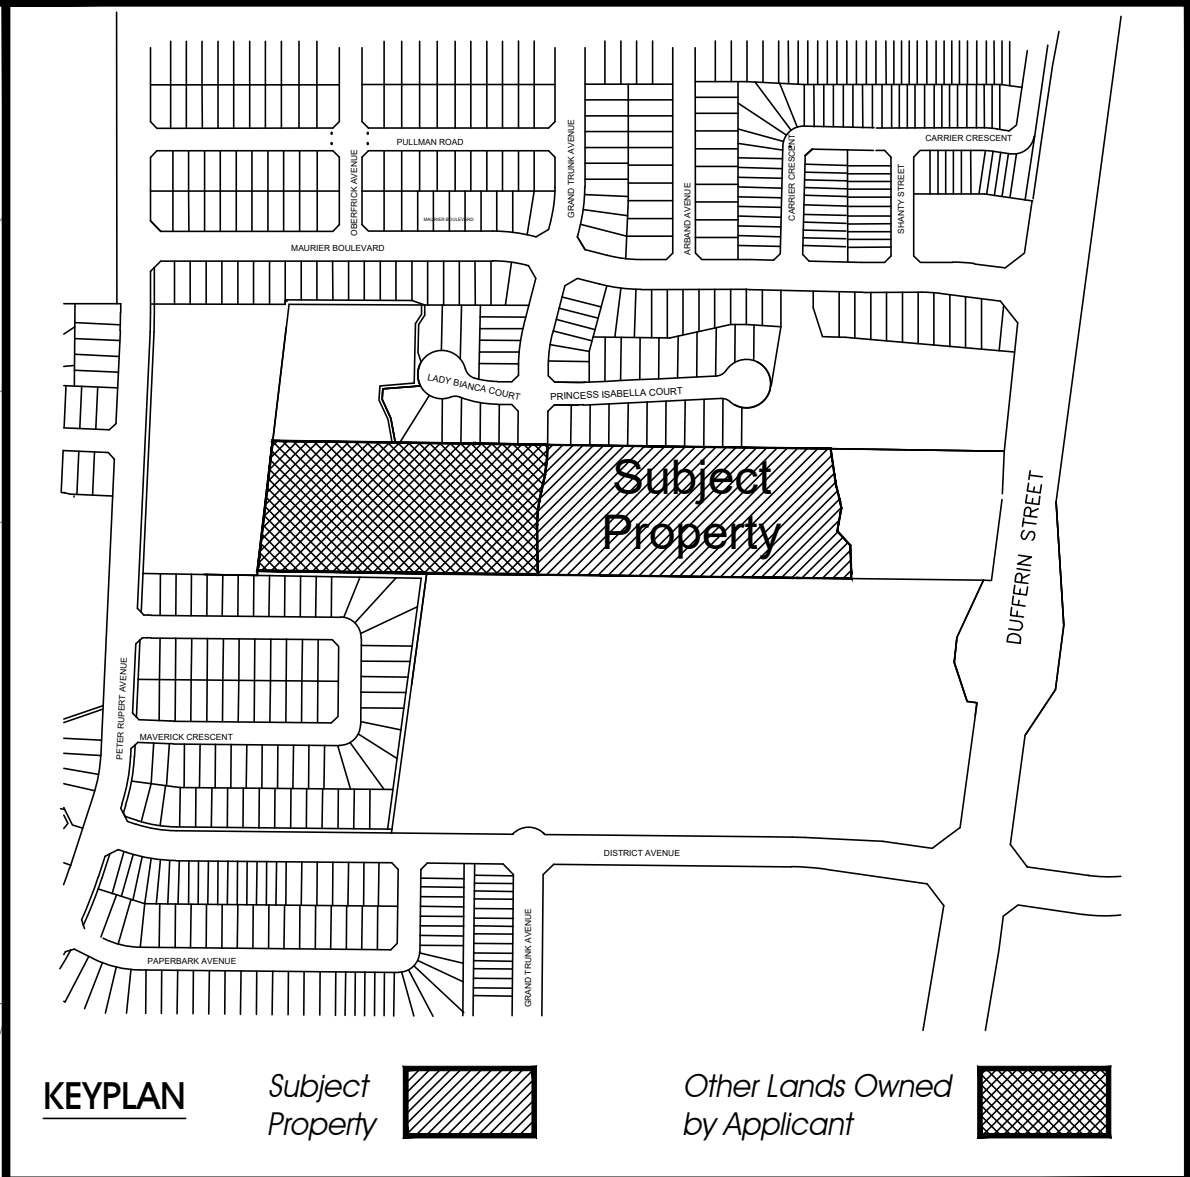 PULLMAN ROAD
CARRIER CRESCENT
GRAND TRUNK AVENUE
OBERFRICK AVENUE
CARRIER CRESCENT
SHANTY STREET
ARBAND AVENUE
MAURIER BOULEVARD
MAURIER BOULEVARD
LADY BIANCA COURT
PRINCESS ISABELLA COURT
Subject
Property
DUFFERIN STREET
PETER RUPERT AVENUE
MAVERICK CRESCENT
DISTRICT AVENUE
GRAND TRUNK AVENUE
PAPERBARK AVENUE
KEYPLAN
Subject
Property
Other Lands Owned
by Applicant